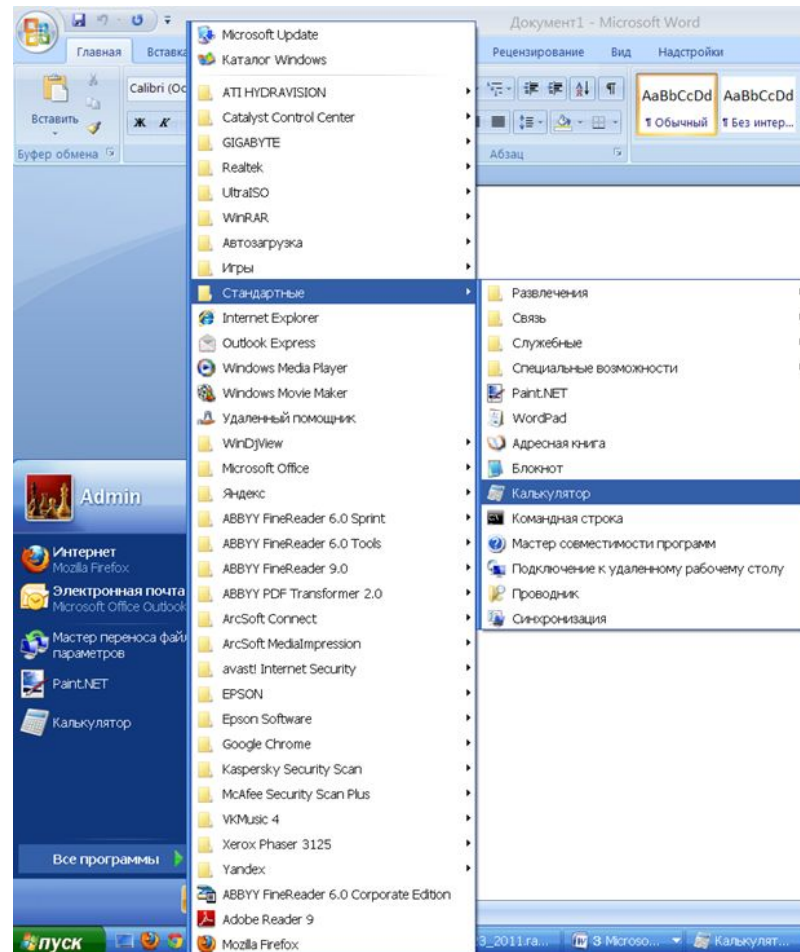 Документ1 - Microsoft Word
Главная
Вставка
Рецензирование
Вид
Надстройки
Вставить
Calibri (Ос
Ж К
AaBbCcDd
AaBbCcDd
¶ Обычный
¶ Без интер...
Буфер обмена
Абзац
Microsoft Update
Каталог Windows
ATI HYDRAVISION
Catalyst Control Center
GIGABYTE
Realtek
UltraISO
WinRAR
Автозагрузка
Игры
Стандартные
Internet Explorer
Outlook Express
Windows Media Player
Windows Movie Maker
Удаленный помощник
WinDjView
Microsoft Office
Яндекс
ABBYY FineReader 6.0 Sprint
ABBYY FineReader 6.0 Tools
ABBYY FineReader 9.0
ABBYY PDF Transformer 2.0
ArcSoft Connect
ArcSoft MediaImpression
avast! Internet Security
EPSON
Epson Software
Google Chrome
Kaspersky Security Scan
McAfee Security Scan Plus
VKMusic 4
Xerox Phaser 3125
Yandex
ABBYY FineReader 6.0 Corporate Edition
Adobe Reader 9
Mozilla Firefox
Развлечения
Связь
Служебные
Специальные возможности
Paint.NET
WordPad
Адресная книга
Блокнот
Калькулятор
Командная строка
Мастер совместимости программ
Подключение к удаленному рабочему столу
Проводник
Синхронизация
Admin
Интернет
Mozilla Firefox
Электронная почта
Microsoft Office Outlook
Мастер переноса файл
параметров
Paint.NET
Калькулятор
Все программы
пуск
3_2011.ra...
3 Microso...
Калькулят...